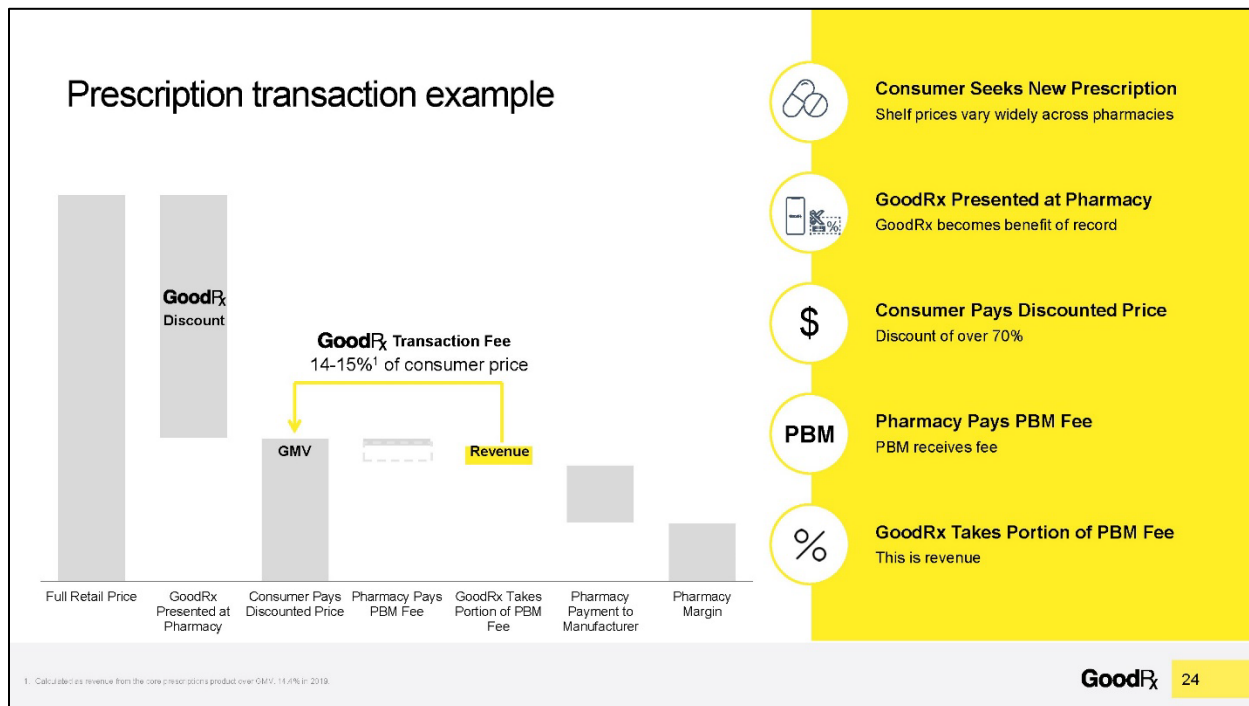 Prescription transaction example
GoodRx
Discount
GoodRx Transaction Fee
14-15%1 of consumer price
GMV
Revenue
Full Retail Price
GoodRx
Presented at
Pharmacy
Consumer Pays
Discounted Price
Pharmacy Pays
PBM Fee
GoodRx Takes
Portion of PBM
Fee
Pharmacy
Payment to
Manufacturer
Pharmacy
Margin
%
Consumer Seeks New Prescription
Shelf prices vary widely across pharmacies
GoodRx Presented at Pharmacy
GoodRx becomes benefit of record
$
Consumer Pays Discounted Price
Discount of over 70%
PBM
Pharmacy Pays PBM Fee
PBM receives fee
%
GoodRx Takes Portion of PBM Fee
This is revenue
1. Calculated as revenue from the core prescriptions product over GMV. 14.4% in 2019.
GoodRx
24